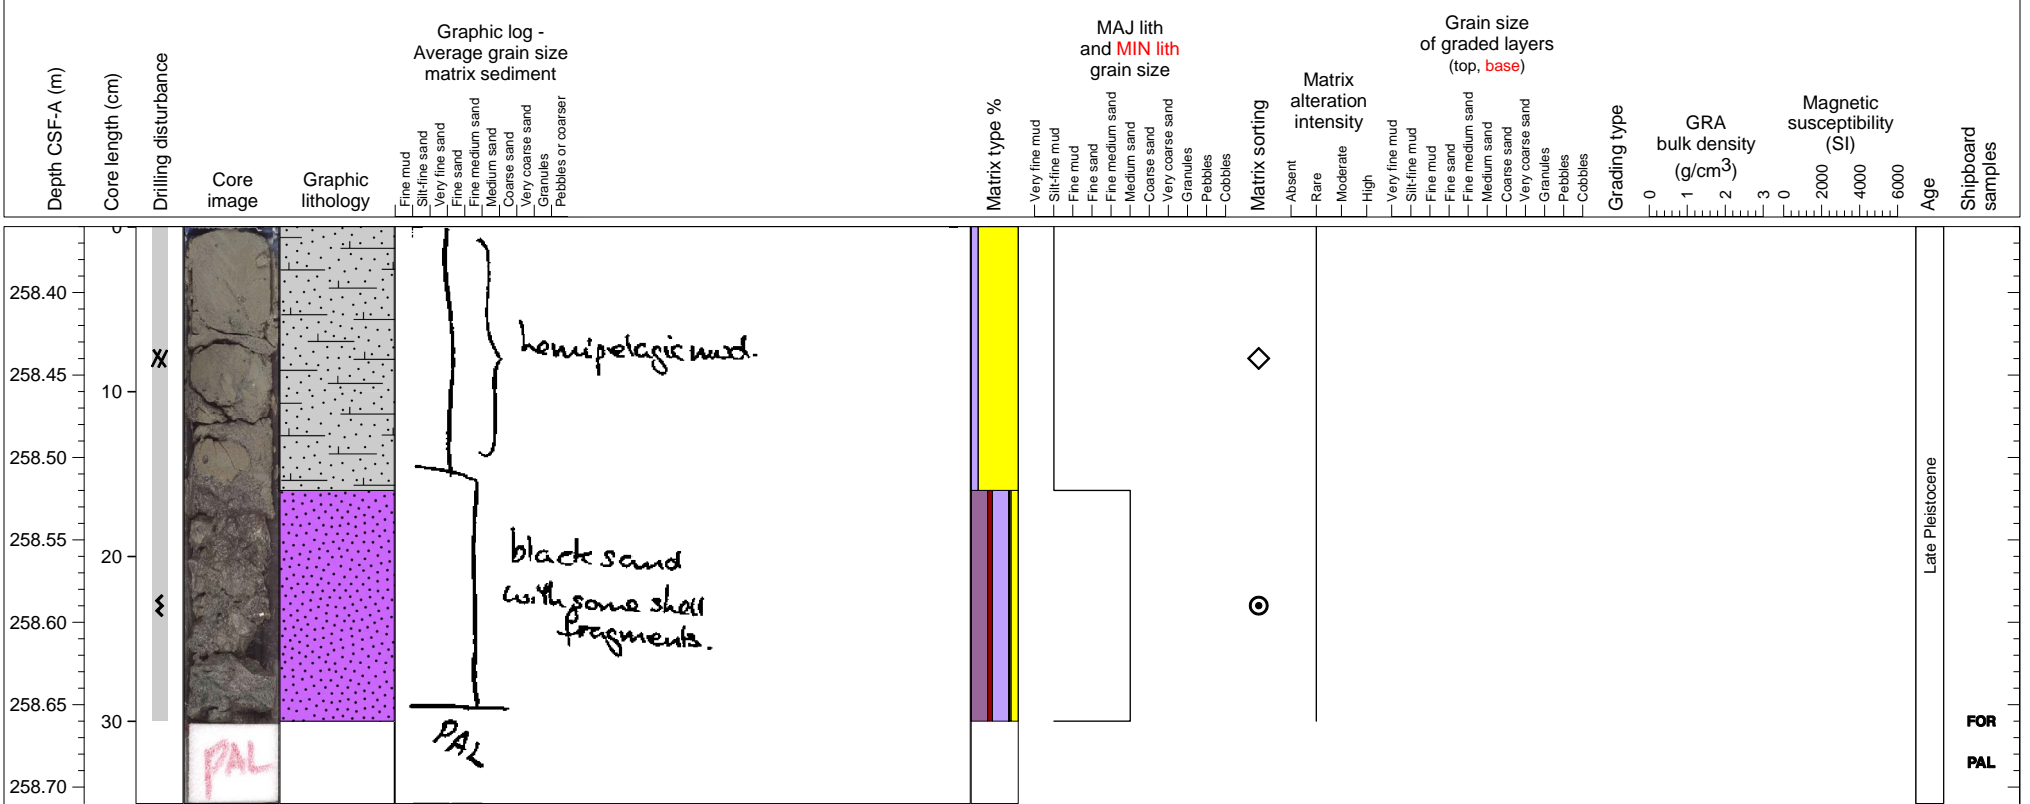 Depth CSF-A (m)
Core length (cm)
Drilling disturbance
Core
image
Graphic
lithology
Graphic log -
Average grain size
matrix sediment
Fine mud
Silt-fine sand
Very fine sand
Fine sand
Fine medium sand
Medium sand
Coarse sand
Very coarse sand
Granules
Pebbles or coarser
Matrix type %
MAJ lith
and MIN lith
grain size
Very fine mud
Silt-fine mud
Fine mud
Fine sand
Fine medium sand
Medium sand
Coarse sand
Very coarse sand
Granules
Pebbles
Cobbles
Matrix sorting
Matrix
alteration
intensity
Absent
Rare
Moderate
High
Grain size
of graded layers
(top, base)
Very fine mud
Silt-fine mud
Fine mud
Fine sand
Fine medium sand
Medium sand
Coarse sand
Very coarse sand
Granules
Pebbles
Cobbles
Grading type
GRA
bulk density
(g/cm3)
0 1 2 3
Magnetic
susceptibility
(SI)
0 2000 4000 6000
Age
Shipboard
samples
0
258.40
258.45
10
258.50
258.55
20
258.60
258.65
30
258.70
hemipelagic mud.
black sand
with some shell
fragments.
PAL
PAL
Late Pleistocene
FOR
PAL